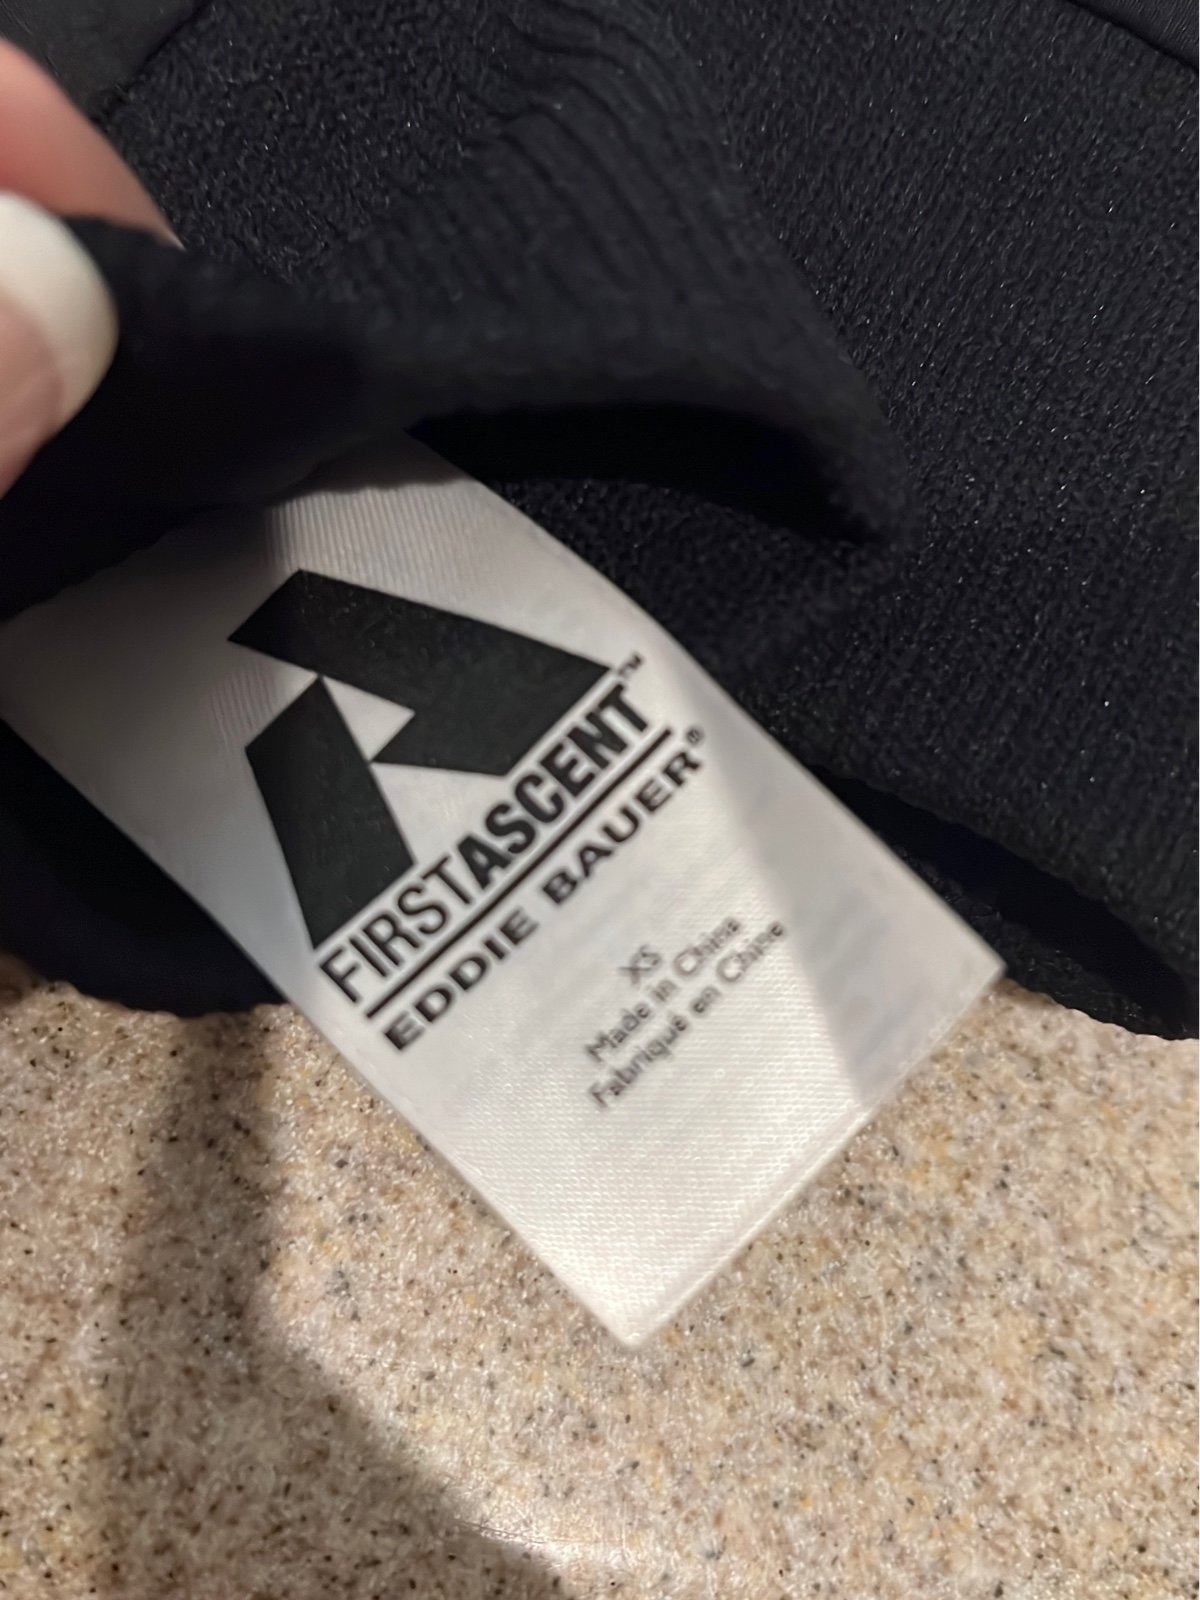 FIRSTASCENT™
EDDIE BAUER®
XS
Made in China
Fabriqué en Chine